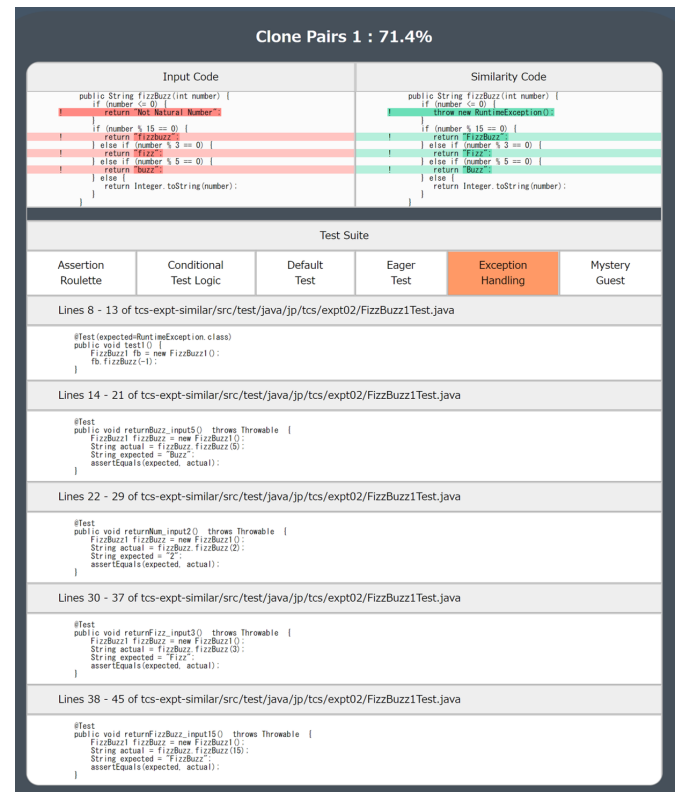 Clone Pairs 1 : 71.4%
Input Code
Similarity Code
public String fizzBuzz(int number) {
if (number <= 0) {
! return "Not Natural Number";
}
if (number % 15 == 0) {
! return "fizzbuzz";
} else if (number % 3 == 0) {
! return "fizz";
} else if (number % 5 == 0) {
! return "buzz";
} else {
return Integer.toString(number);
}
}
public String fizzBuzz(int number) {
if (number <= 0) {
! throw new RuntimeException();
}
if (number % 15 == 0) {
! return "FizzBuzz";
} else if (number % 3 == 0) {
! return "Fizz";
} else if (number % 5 == 0) {
! return "Buzz";
} else {
return Integer.toString(number);
}
}
Test Suite
Assertion
Roulette
Conditional
Test Logic
Default
Test
Eager
Test
Exception
Handling
Mystery
Guest
Lines 8 - 13 of tcs-expt-similar/src/test/java/jp/tcs/expt02/FizzBuzz1Test.java
@Test(expected=RuntimeException.class)
public void test1() {
FizzBuzz1 fb = new FizzBuzz1();
fb.fizzBuzz(-1);
}
Lines 14 - 21 of tcs-expt-similar/src/test/java/jp/tcs/expt02/FizzBuzz1Test.java
@Test
public void returnBuzz_input5() throws Throwable {
FizzBuzz1 fizzBuzz = new FizzBuzz1();
String actual = fizzBuzz.fizzBuzz(5);
String expected = "Buzz";
assertEquals(expected, actual);
}
Lines 22 - 29 of tcs-expt-similar/src/test/java/jp/tcs/expt02/FizzBuzz1Test.java
@Test
public void returnNum_input2() throws Throwable {
FizzBuzz1 fizzBuzz = new FizzBuzz1();
String actual = fizzBuzz.fizzBuzz(2);
String expected = "2";
assertEquals(expected, actual);
}
Lines 30 - 37 of tcs-expt-similar/src/test/java/jp/tcs/expt02/FizzBuzz1Test.java
@Test
public void returnFizz_input3() throws Throwable {
FizzBuzz1 fizzBuzz = new FizzBuzz1();
String actual = fizzBuzz.fizzBuzz(3);
String expected = "Fizz";
assertEquals(expected, actual);
}
Lines 38 - 45 of tcs-expt-similar/src/test/java/jp/tcs/expt02/FizzBuzz1Test.java
@Test
public void returnFizzBuzz_input15() throws Throwable {
FizzBuzz1 fizzBuzz = new FizzBuzz1();
String actual = fizzBuzz.fizzBuzz(15);
String expected = "FizzBuzz";
assertEquals(expected, actual);
}